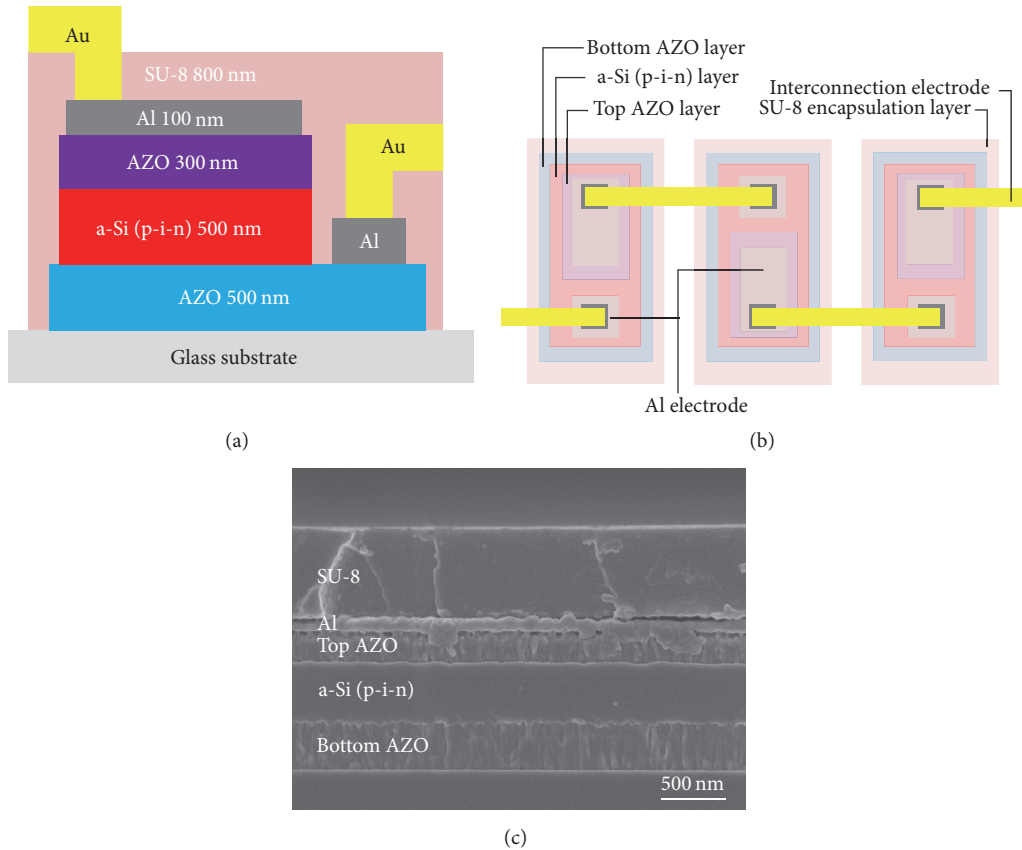 Au
SU-8 800 nm
Al 100 nm
AZO 300 nm
Au
a-Si (p-i-n) 500 nm
Al
AZO 500 nm
Glass substrate
(a)
Bottom AZO layer
a-Si (p-i-n) layer
Top AZO layer
Interconnection electrode
SU-8 encapsulation layer
Al electrode
(b)
SU-8
Al
Top AZO
a-Si (p-i-n)
Bottom AZO
500 nm
(c)